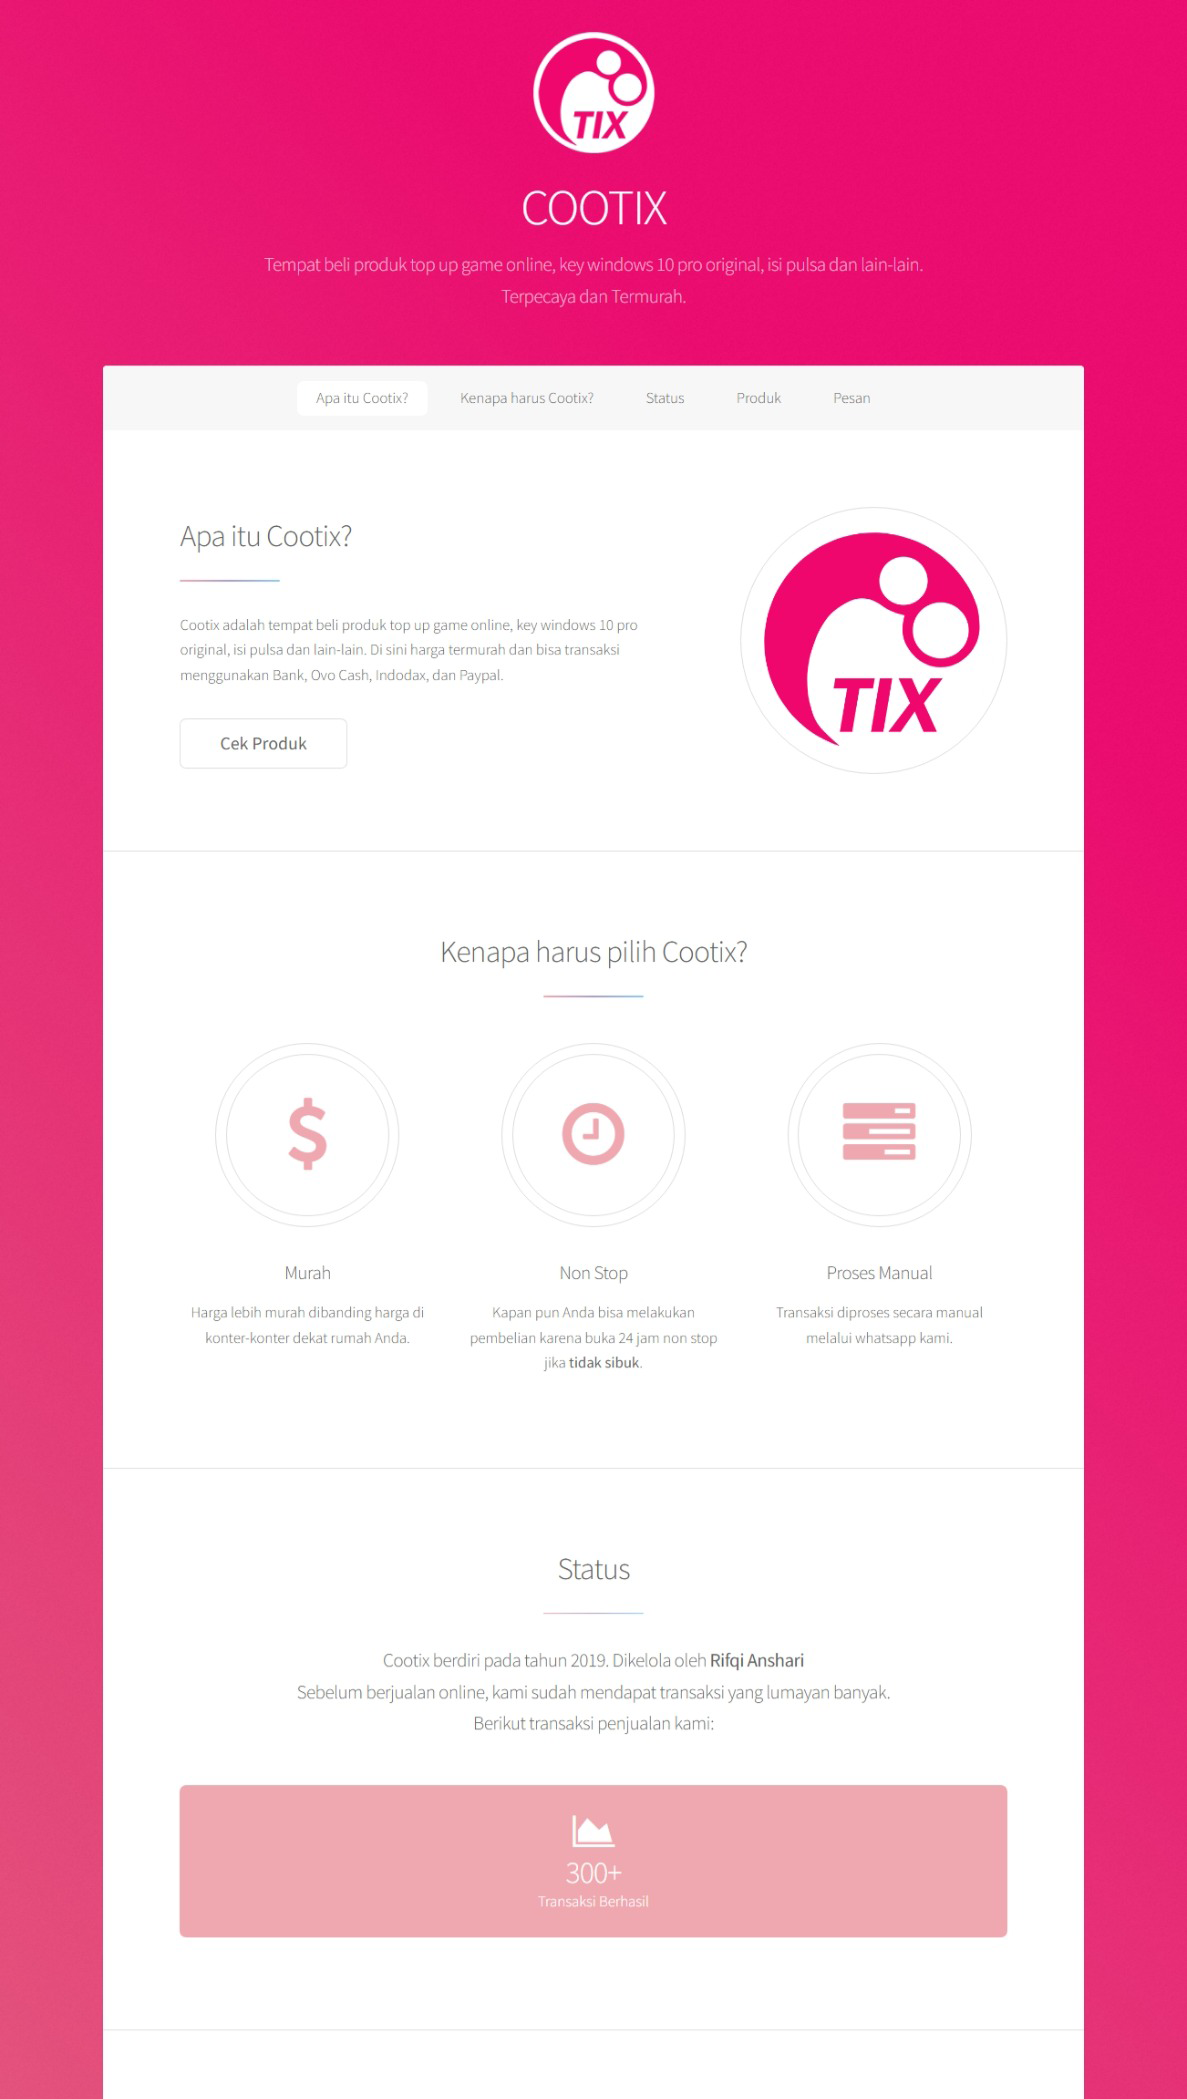 TIX
COOTIX
Tempat beli produk top up game online, key windows 10 pro original, isi pulsa dan lain-lain.
Terpecaya dan Termurah.
Apa itu Cootix?
Kenapa harus Cootix?
Status
Produk
Pesan
Apa itu Cootix?
Cootix adalah tempat beli produk top up game online, key windows 10 pro
original, isi pulsa dan lain-lain. Di sini harga termurah dan bisa transaksi
menggunakan Bank, Ovo Cash, Indodax, dan Paypal.
Cek Produk
TIX
Kenapa harus pilih Cootix?
Murah
Harga lebih murah dibanding harga di
konter-konter dekat rumah Anda.
Non Stop
Kapan pun Anda bisa melakukan
pembelian karena buka 24 jam non stop
jika tidak sibuk.
Proses Manual
Transaksi diproses secara manual
melalui whatsapp kami.
Status
Cootix berdiri pada tahun 2019. Dikelola oleh Rifqi Anshari
Sebelum berjualan online, kami sudah mendapat transaksi yang lumayan banyak.
Berikut transaksi penjualan kami:
300+
Transaksi Berhasil